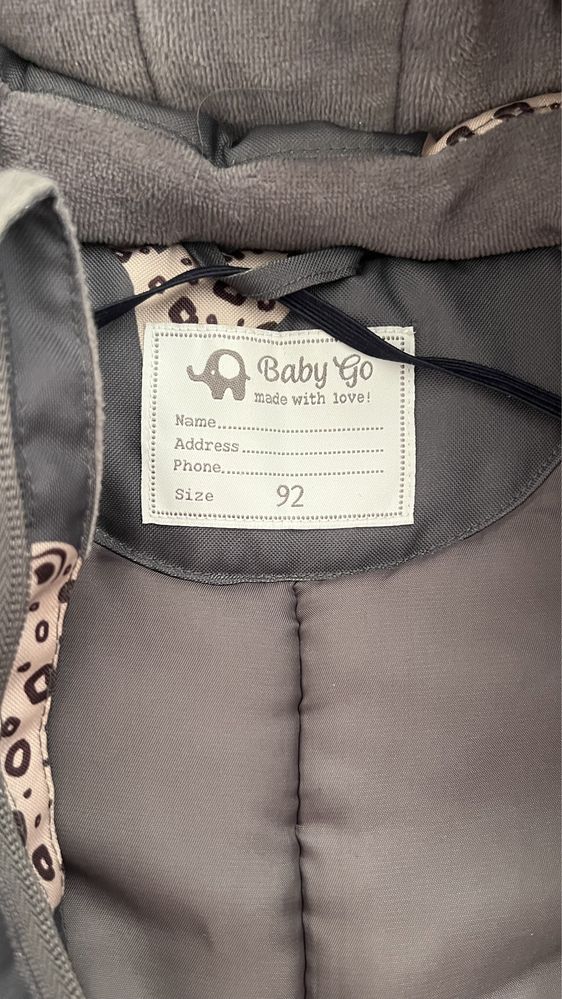 Baby Go
made with love!
Name
Address
Phone
Size 92